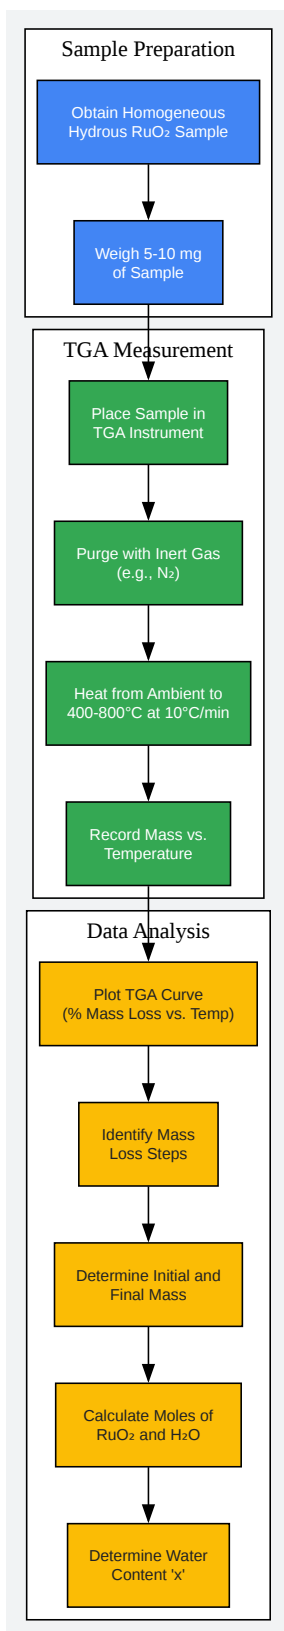 Sample Preparation
Obtain Homogeneous
Hydrous RuO₂ Sample
Weigh 5-10 mg
of Sample
TGA Measurement
Place Sample in
TGA Instrument
Purge with Inert Gas
(e.g., N₂)
Heat from Ambient to
400-800°C at 10°C/min
Record Mass vs.
Temperature
Data Analysis
Plot TGA Curve
(% Mass Loss vs. Temp)
Identify Mass
Loss Steps
Determine Initial and
Final Mass
Calculate Moles of
RuO₂ and H₂O
Determine Water
Content 'x'